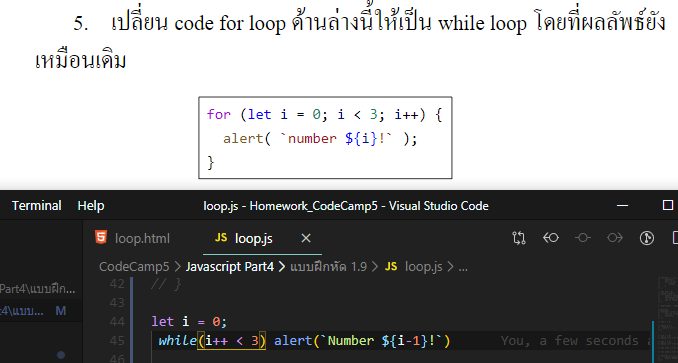 5. เปลี่ยน code for loop ด้านล่างนี้ให้เป็น while loop โดยที่ผลลัพธ์ยัง
เหมือนเดิม
for (let i = 0; i < 3; i++) {
alert( `number ${i}!` );
}
Terminal Help loop.js - Homework_CodeCamp5 - Visual Studio Code
loop.html JS loop.js
CodeCamp5 > Javascript Part4 > แบบฝึกหัด 1.9 > JS loop.js > ...
Part4\แบบฝึก...
42 // }
43
t4\แบบ... M
44 let i = 0;
45 while(i++ < 3) alert(`Number ${i-1}!`) You, a few seconds
46